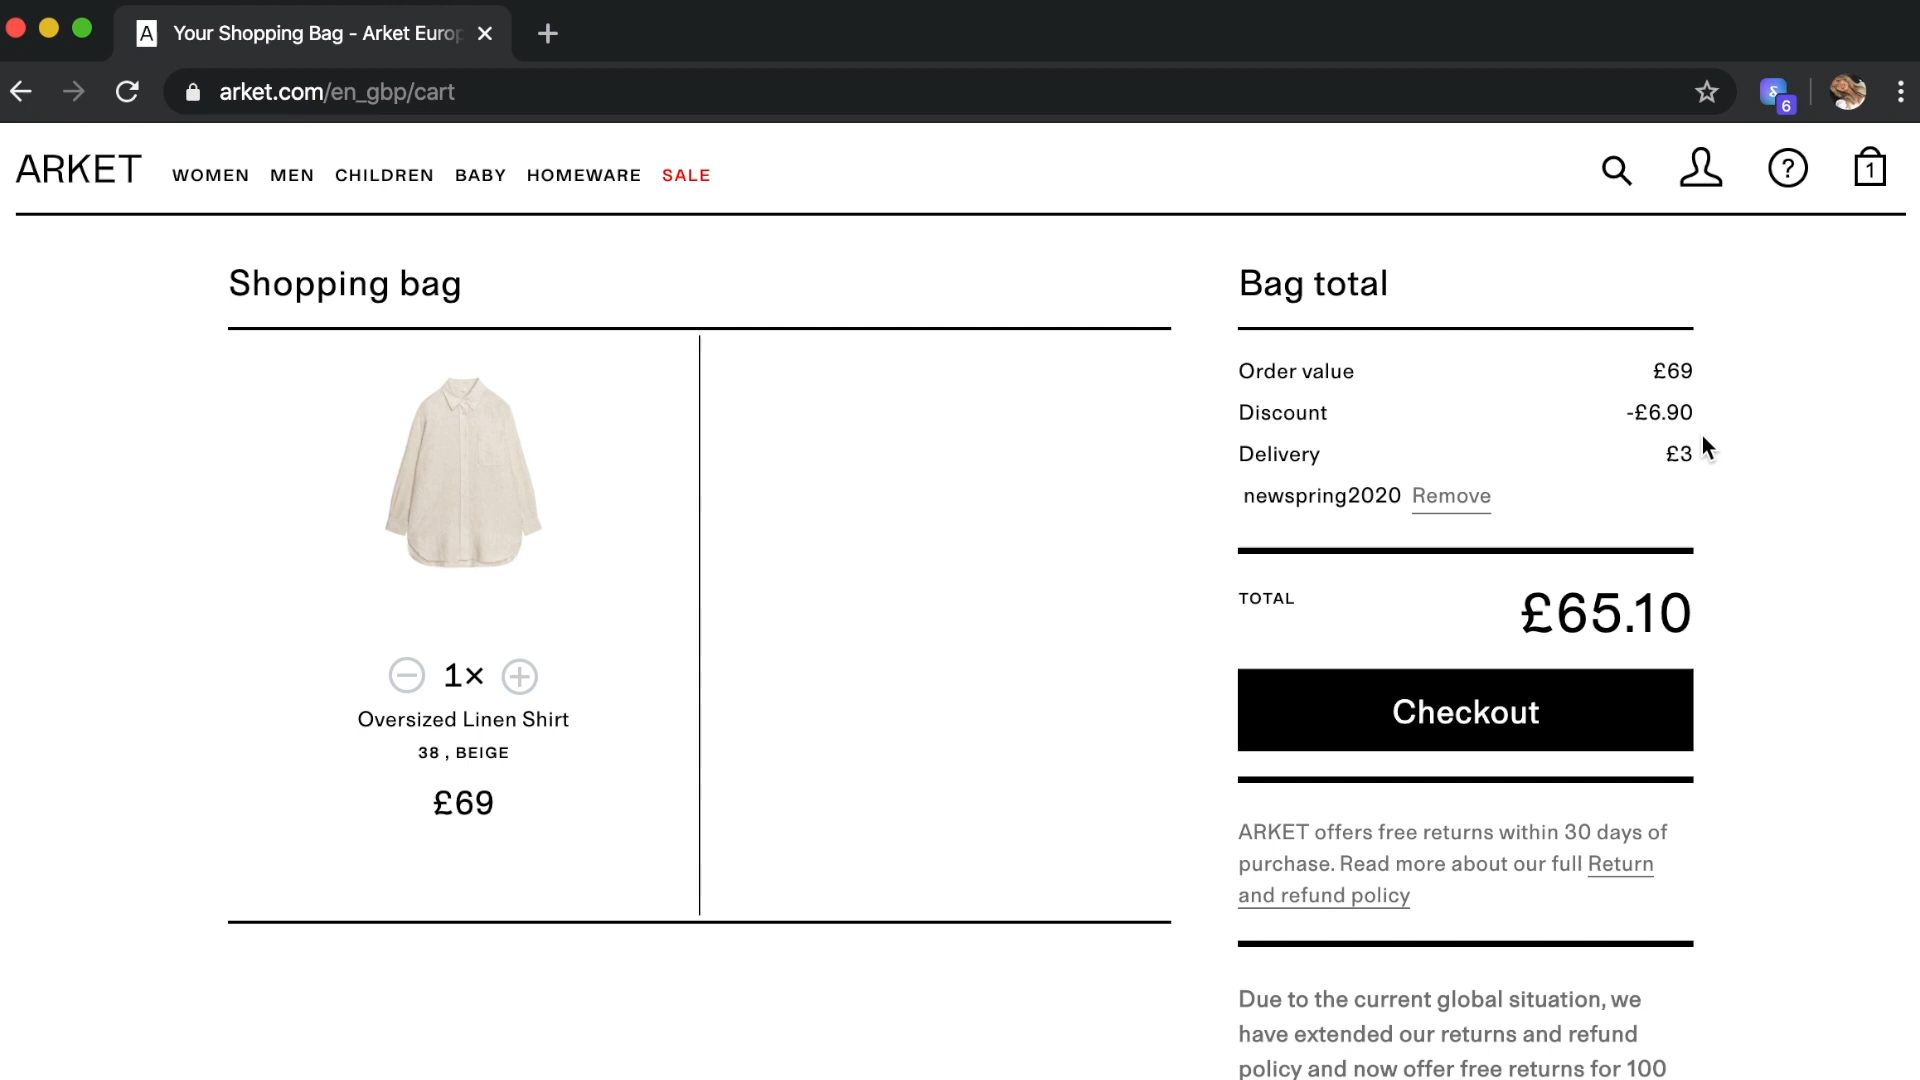 Your Shopping Bag - Arket Europ
arket.com/en_gbp/cart
6
ARKET
WOMEN MEN CHILDREN BABY HOMEWARE SALE
1
Shopping bag
1×
Oversized Linen Shirt
38 , BEIGE
£69
Bag total
Order value £69
Discount -£6.90
Delivery £3
newspring2020 Remove
TOTAL £65.10
Checkout
ARKET offers free returns within 30 days of
purchase. Read more about our full Return
and refund policy
Due to the current global situation, we
have extended our returns and refund
policy and now offer free returns for 100